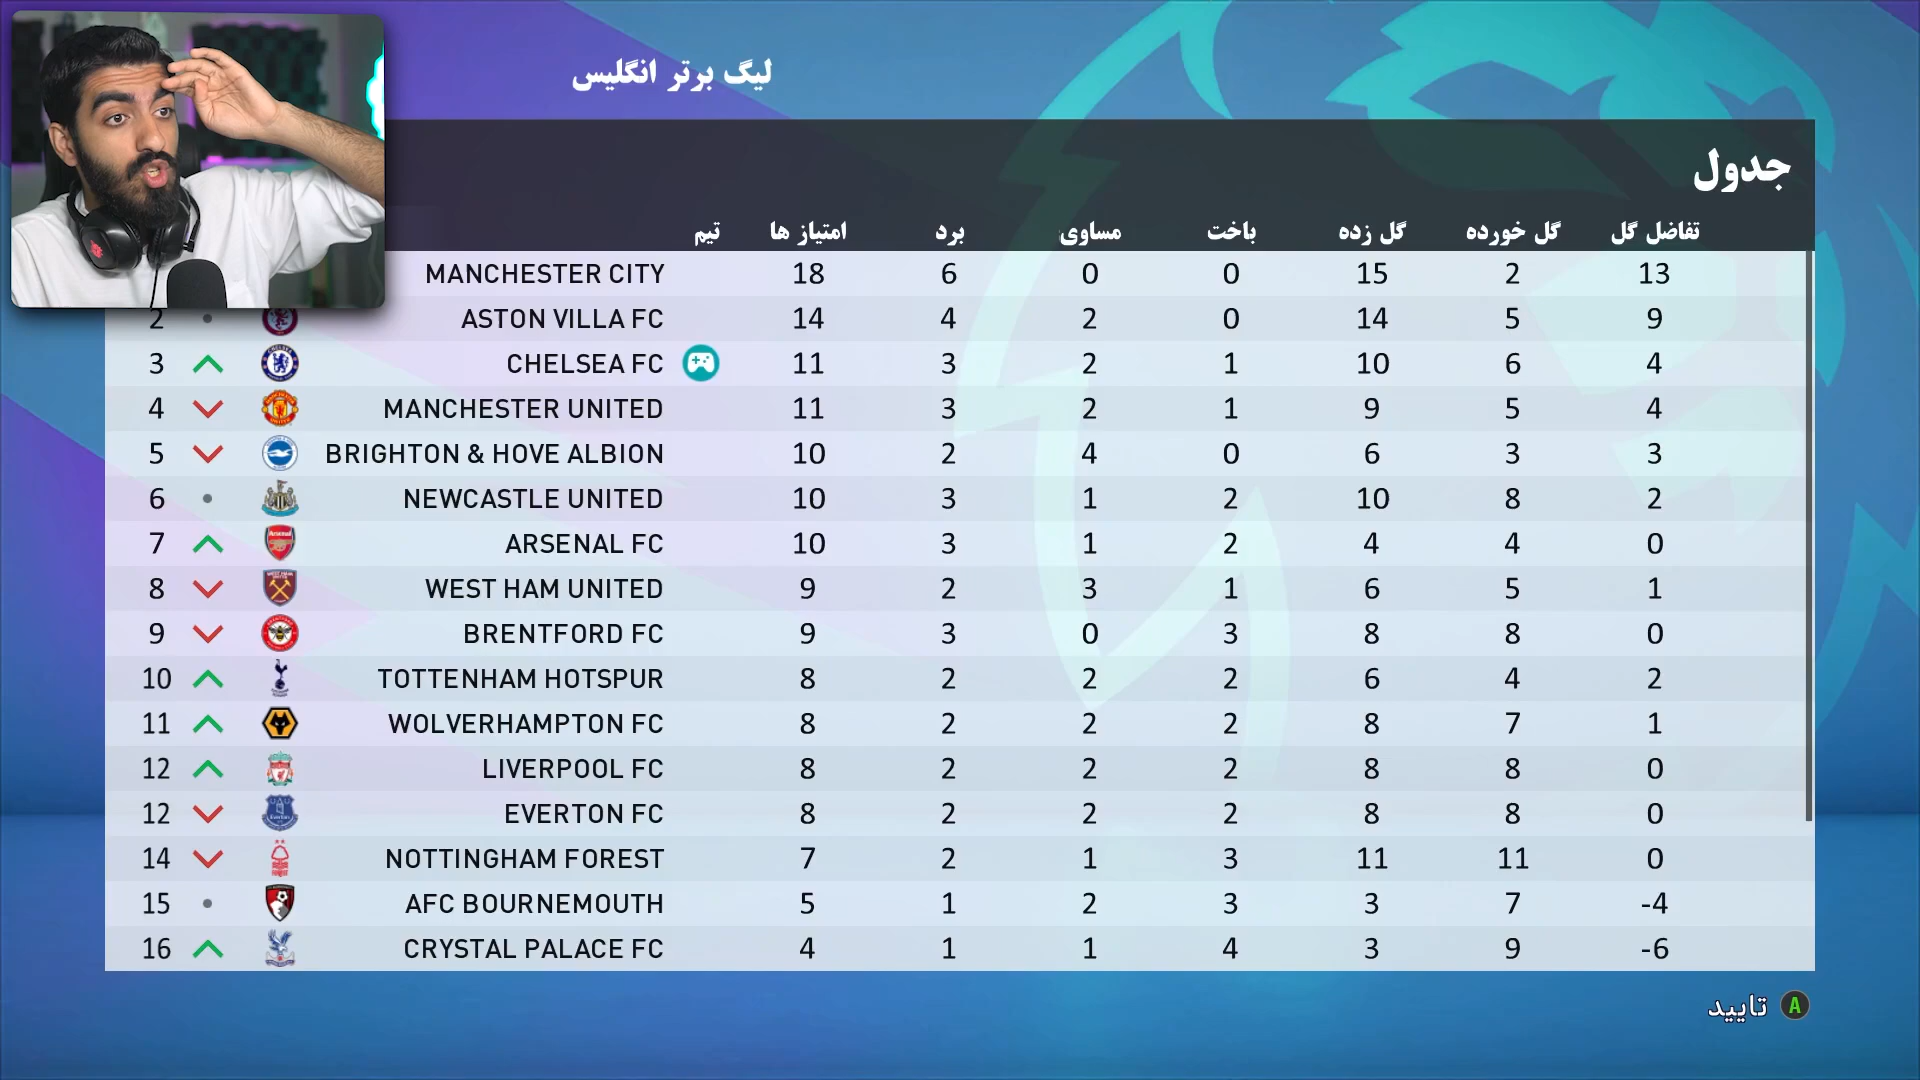 لیگ برتر انگلیس
جدول
تیم امتیاز ها برد مساوی باخت گل زده گل خورده تفاضل گل
MANCHESTER CITY 18 6 0 0 15 2 13
2 ASTON VILLA FC 14 4 2 0 14 5 9
3 CHELSEA FC 11 3 2 1 10 6 4
4 MANCHESTER UNITED 11 3 2 1 9 5 4
5 BRIGHTON & HOVE ALBION 10 2 4 0 6 3 3
6 NEWCASTLE UNITED 10 3 1 2 10 8 2
7 ARSENAL FC 10 3 1 2 4 4 0
8 WEST HAM UNITED 9 2 3 1 6 5 1
9 BRENTFORD FC 9 3 0 3 8 8 0
10 TOTTENHAM HOTSPUR 8 2 2 2 6 4 2
11 WOLVERHAMPTON FC 8 2 2 2 8 7 1
12 LIVERPOOL FC 8 2 2 2 8 8 0
12 EVERTON FC 8 2 2 2 8 8 0
14 NOTTINGHAM FOREST 7 2 1 3 11 11 0
15 AFC BOURNEMOUTH 5 1 2 3 3 7 -4
16 CRYSTAL PALACE FC 4 1 1 4 3 9 -6
تایید A